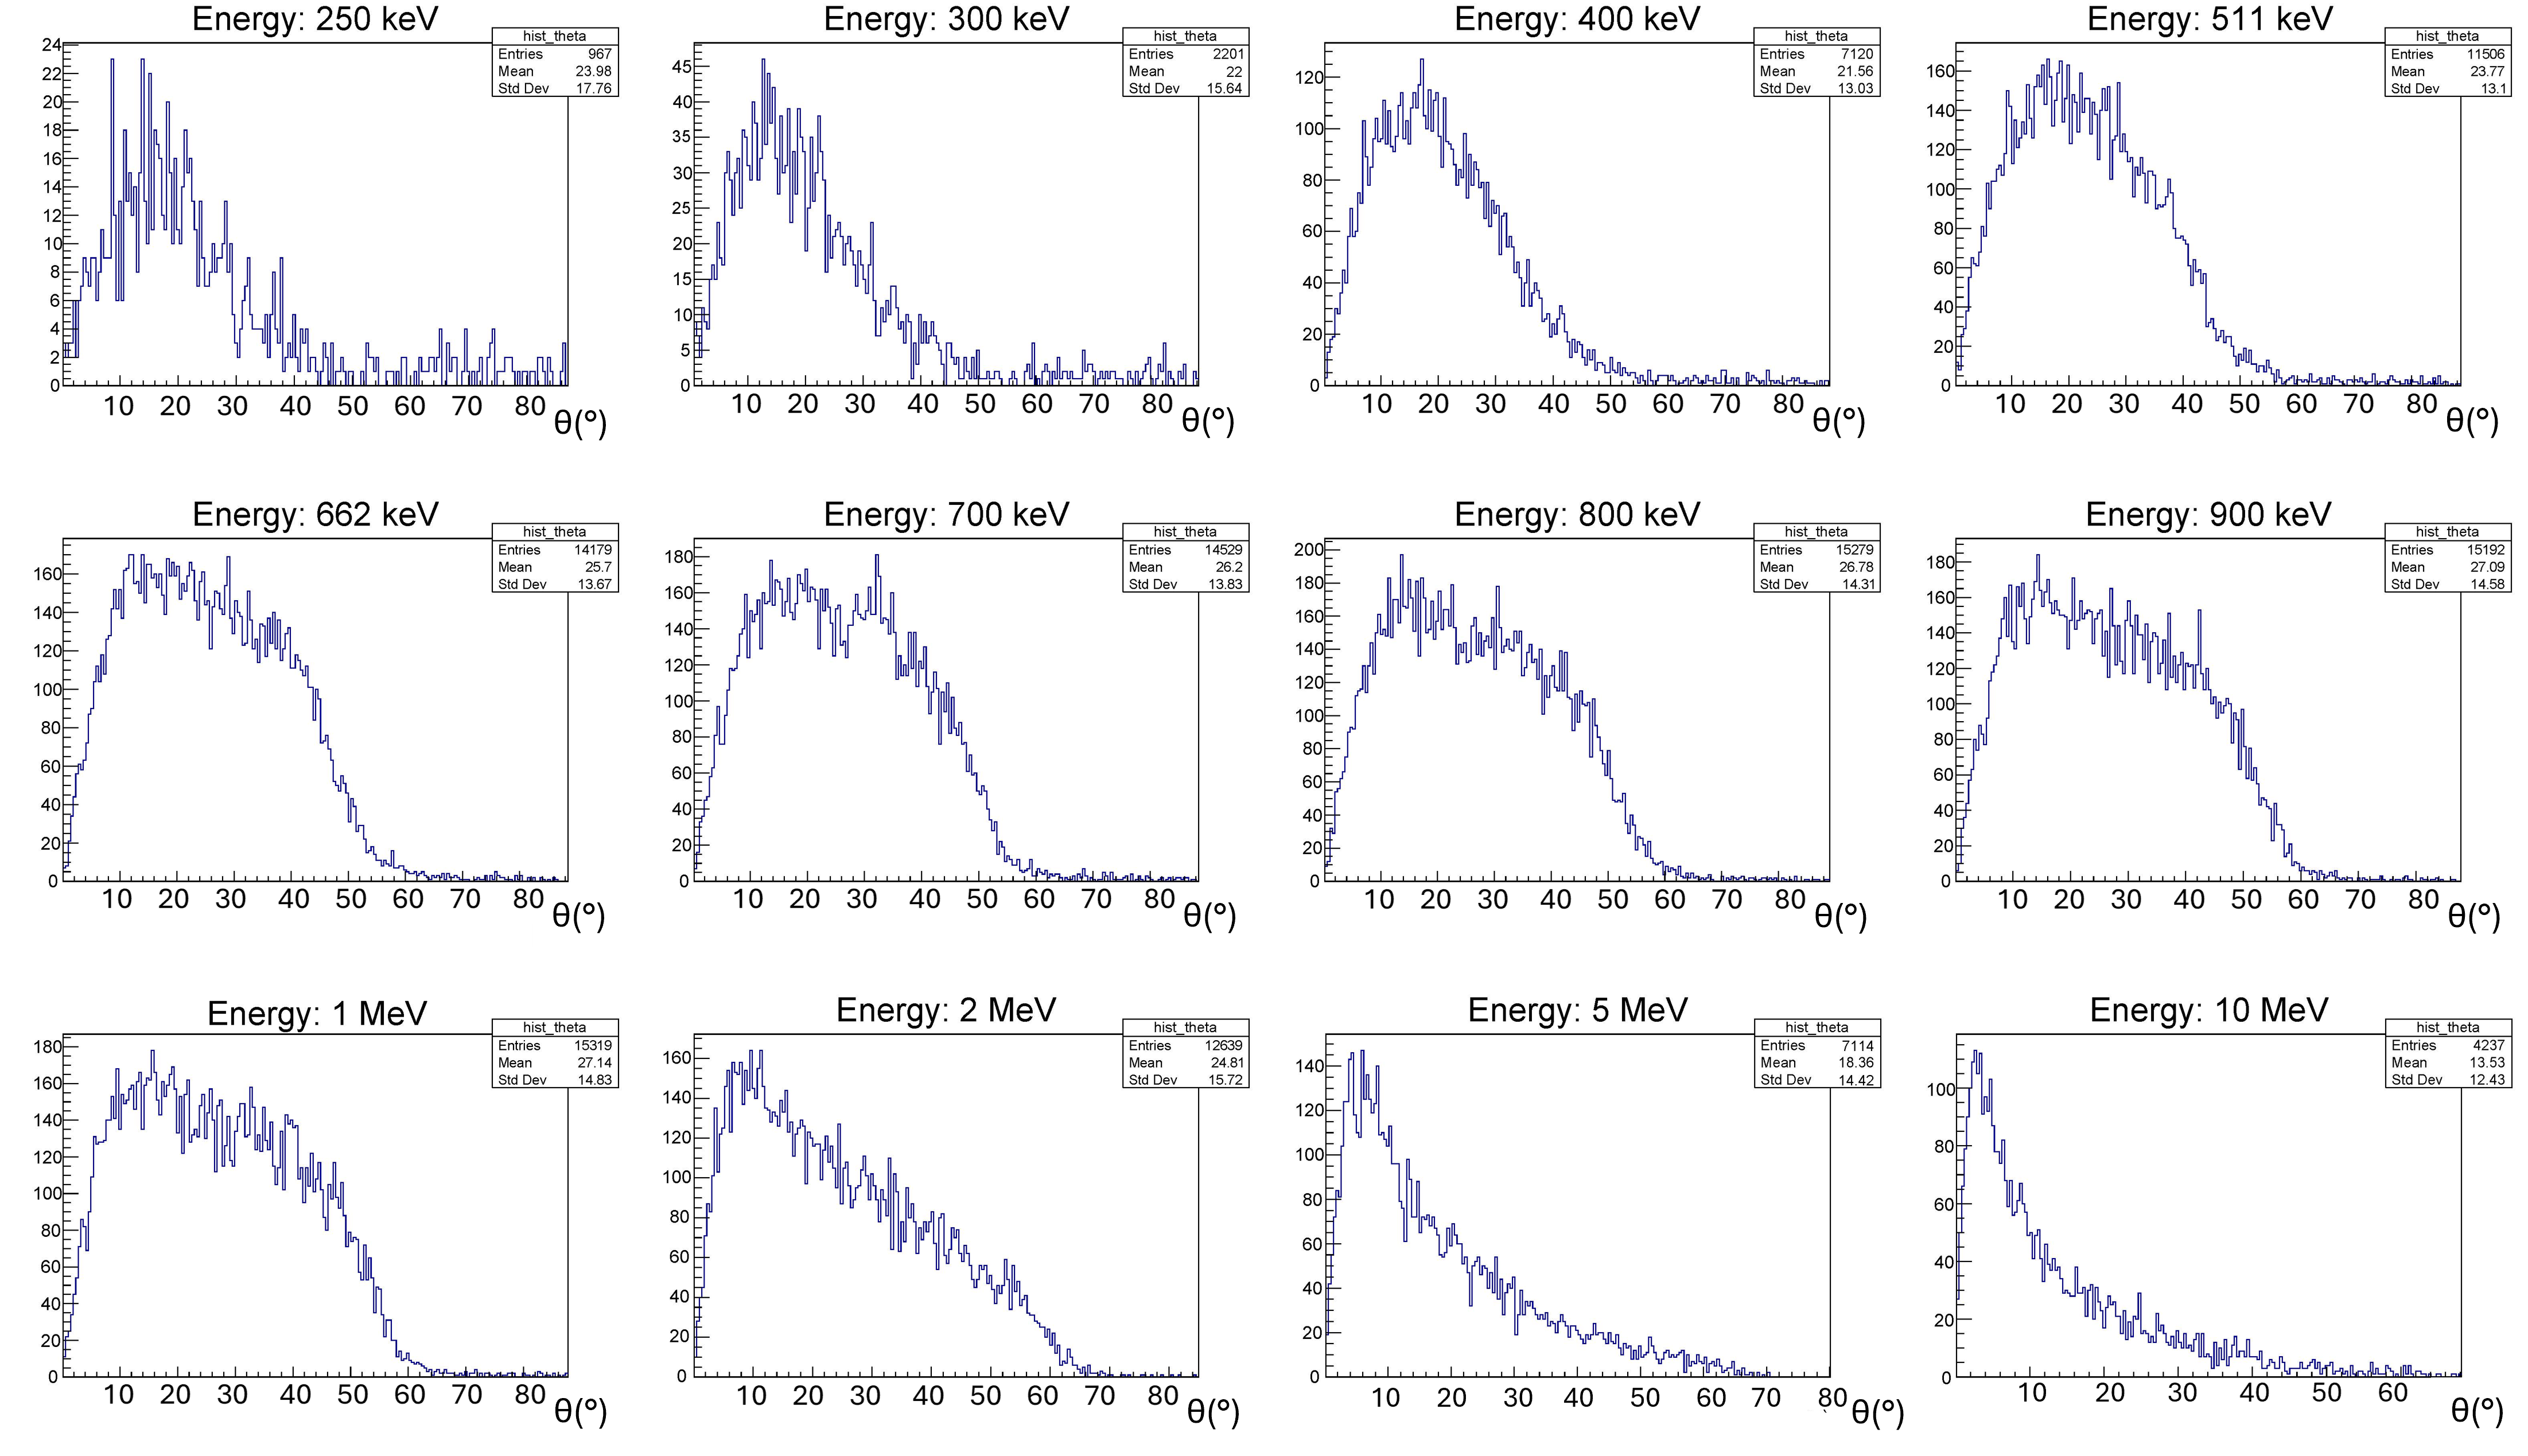 Energy: 250 keV
hist_theta
Entries 967
Mean 23.98
Std Dev 17.76
24
22
20
18
16
14
12
10
8
6
4
2
0
10 20 30 40 50 60 70 80
θ(°)
Energy: 300 keV
hist_theta
Entries 2201
Mean 22
Std Dev 15.64
45
40
35
30
25
20
15
10
5
0
10 20 30 40 50 60 70 80
θ(°)
Energy: 400 keV
hist_theta
Entries 7120
Mean 21.56
Std Dev 13.03
120
100
80
60
40
20
0
10 20 30 40 50 60 70 80
θ(°)
Energy: 511 keV
hist_theta
Entries 11506
Mean 23.77
Std Dev 13.1
160
140
120
100
80
60
40
20
0
10 20 30 40 50 60 70 80
θ(°)
Energy: 662 keV
hist_theta
Entries 14179
Mean 25.7
Std Dev 13.67
160
140
120
100
80
60
40
20
0
10 20 30 40 50 60 70 80
θ(°)
Energy: 700 keV
hist_theta
Entries 14529
Mean 26.2
Std Dev 13.83
180
160
140
120
100
80
60
40
20
0
10 20 30 40 50 60 70 80
θ(°)
Energy: 800 keV
hist_theta
Entries 15279
Mean 26.78
Std Dev 14.31
200
180
160
140
120
100
80
60
40
20
0
10 20 30 40 50 60 70 80
θ(°)
Energy: 900 keV
hist_theta
Entries 15192
Mean 27.09
Std Dev 14.58
180
160
140
120
100
80
60
40
20
0
10 20 30 40 50 60 70 80
θ(°)
Energy: 1 MeV
hist_theta
Entries 15319
Mean 27.14
Std Dev 14.83
180
160
140
120
100
80
60
40
20
0
10 20 30 40 50 60 70 80
θ(°)
Energy: 2 MeV
hist_theta
Entries 12639
Mean 24.81
Std Dev 15.72
160
140
120
100
80
60
40
20
0
10 20 30 40 50 60 70 80
θ(°)
Energy: 5 MeV
hist_theta
Entries 7114
Mean 18.36
Std Dev 14.42
140
120
100
80
60
40
20
0
10 20 30 40 50 60 70 80
θ(°)
Energy: 10 MeV
hist_theta
Entries 4237
Mean 13.53
Std Dev 12.43
100
80
60
40
20
0
10 20 30 40 50 60
θ(°)